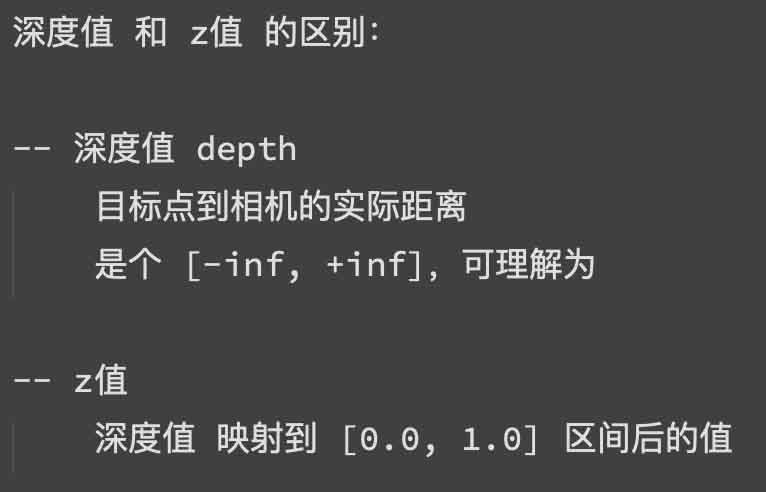 深度值 和 z值 的区别：
-- 深度值 depth
目标点到相机的实际距离
是个 [-inf, +inf]，可理解为
-- z值
深度值 映射到 [0.0, 1.0] 区间后的值